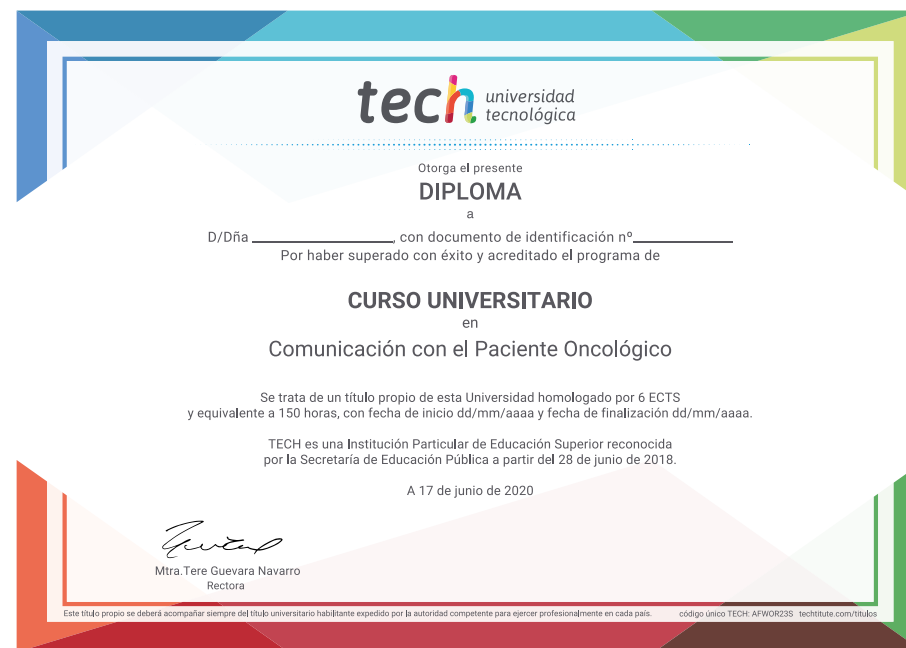 tech universidad
tecnológica
Otorga el presente
DIPLOMA
a
D/Dña ____________________, con documento de identificación nº______________
Por haber superado con éxito y acreditado el programa de
CURSO UNIVERSITARIO
en
Comunicación con el Paciente Oncológico
Se trata de un título propio de esta Universidad homologado por 6 ECTS
y equivalente a 150 horas, con fecha de inicio dd/mm/aaaa y fecha de finalización dd/mm/aaaa.
TECH es una Institución Particular de Educación Superior reconocida
por la Secretaría de Educación Pública a partir del 28 de junio de 2018.
A 17 de junio de 2020
Mtra.Tere Guevara Navarro
Rectora
Este título propio se deberá acompañar siempre del título universitario habilitante expedido por la autoridad competente para ejercer profesionalmente en cada país. código único TECH: AFWOR23S techtitute.com/titulos